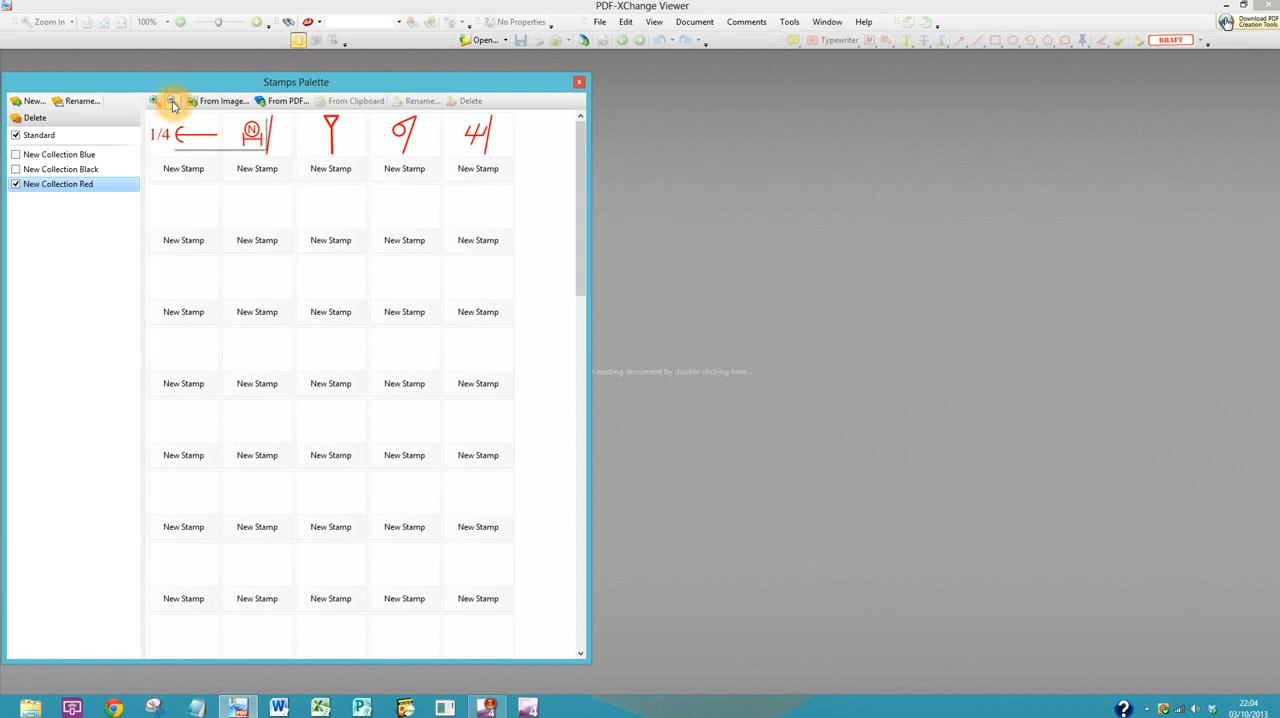 PDF-XChange Viewer
Zoom In 100% No Properties File Edit View Document Comments Tools Window Help Download PDF
Creation Tools
Open... OCR Typewriter DRAFT
Stamps Palette x
New... Rename... From Image... From PDF... From Clipboard Rename... Delete
Delete
Standard
New Collection Blue
New Collection Black
New Collection Red
1/4 N
New Stamp New Stamp New Stamp New Stamp New Stamp
New Stamp New Stamp New Stamp New Stamp New Stamp
New Stamp New Stamp New Stamp New Stamp New Stamp
existing document by double clicking here...
New Stamp New Stamp New Stamp New Stamp New Stamp
New Stamp New Stamp New Stamp New Stamp New Stamp
New Stamp New Stamp New Stamp New Stamp New Stamp
New Stamp New Stamp New Stamp New Stamp New Stamp
22:04
03/10/2013